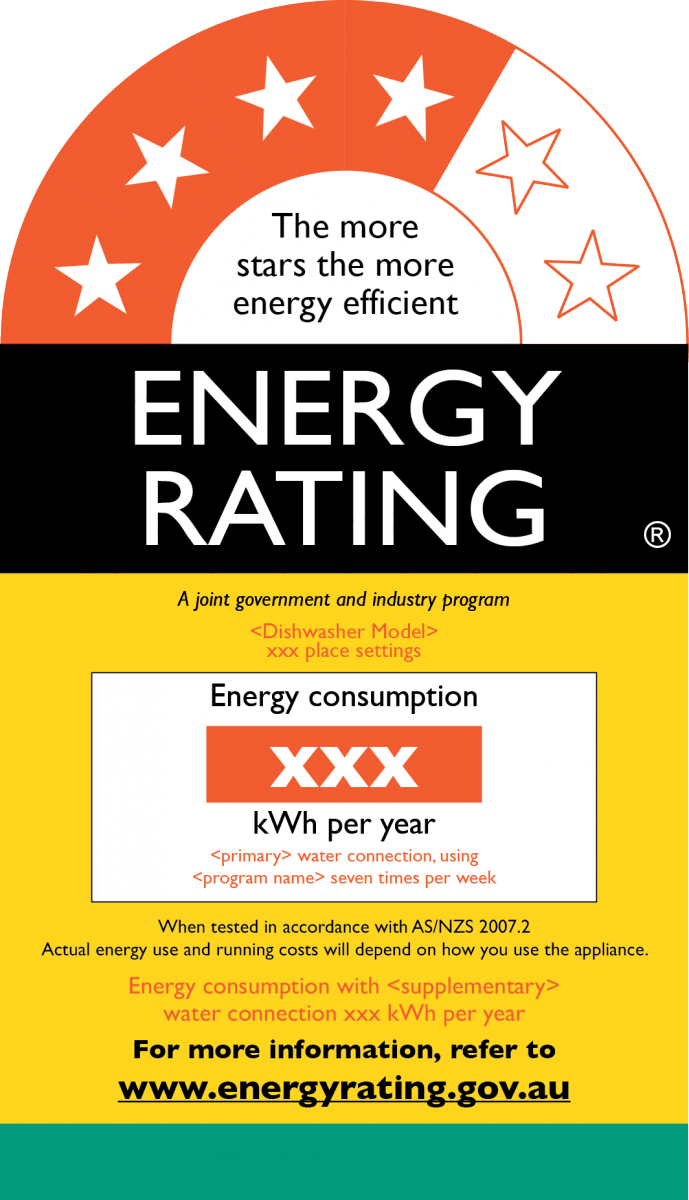 The more
stars the more
energy efficient
ENERGY
RATING
®
A joint government and industry program
<Dishwasher Model>
xxx place settings
Energy consumption
xxx
kWh per year
<primary> water connection, using
<program name> seven times per week
When tested in accordance with AS/NZS 2007.2
Actual energy use and running costs will depend on how you use the appliance.
Energy consumption with <supplementary>
water connection xxx kWh per year
For more information, refer to
www.energyrating.gov.au